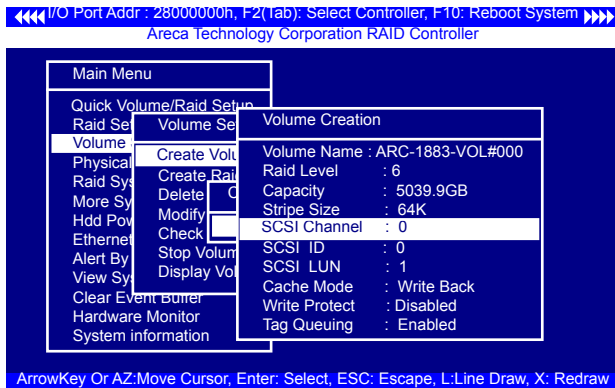 I/O Port Addr : 28000000h, F2(Tab): Select Controller, F10: Reboot System
Areca Technology Corporation RAID Controller
Main Menu
Quick Volume/Raid Setup
Raid Set
Volume
Physical
Raid Sys
More Sy
Hdd Pow
Ethernet
Alert By
View Sys
Clear Event Buffer
Hardware Monitor
System information
Volume Se
Create Volu
Create Raid
Delete
Modify
Check
Stop Volum
Display Vol
C
Volume Creation
Volume Name : ARC-1883-VOL#000
Raid Level : 6
Capacity : 5039.9GB
Stripe Size : 64K
SCSI Channel : 0
SCSI ID : 0
SCSI LUN : 1
Cache Mode : Write Back
Write Protect : Disabled
Tag Queuing : Enabled
ArrowKey Or AZ:Move Cursor, Enter: Select, ESC: Escape, L:Line Draw, X: Redraw